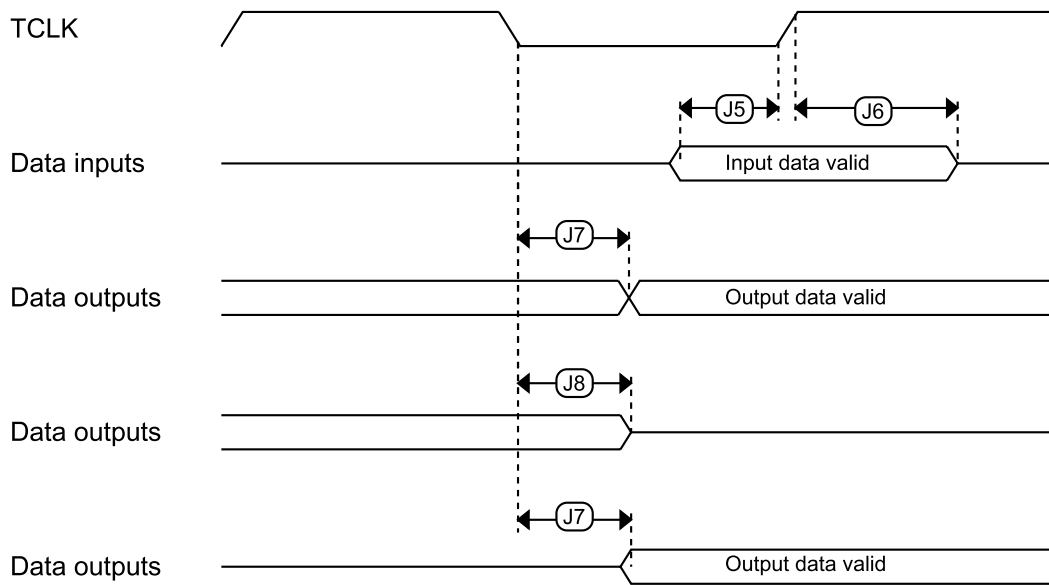 TCLK
J5
J6
Data inputs
Input data valid
J7
Data outputs
Output data valid
J8
Data outputs
J7
Data outputs
Output data valid